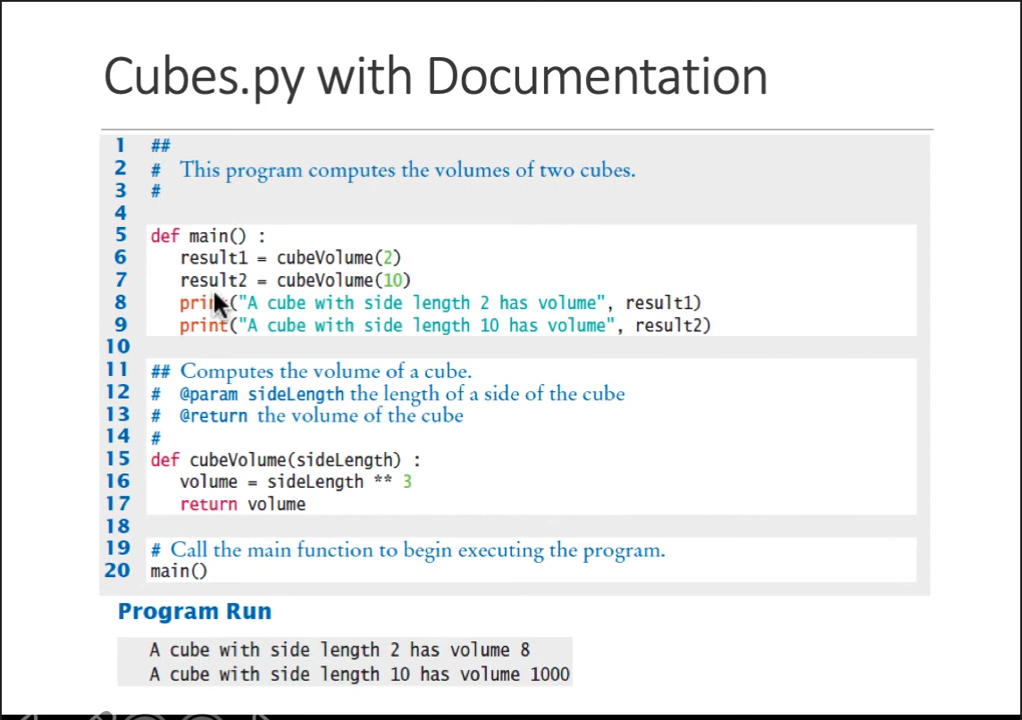 Cubes.py with Documentation
1 ##
2 # This program computes the volumes of two cubes.
3 #
4
5 def main() :
6 result1 = cubeVolume(2)
7 result2 = cubeVolume(10)
8 print("A cube with side length 2 has volume", result1)
9 print("A cube with side length 10 has volume", result2)
10
11 ## Computes the volume of a cube.
12 # @param sideLength the length of a side of the cube
13 # @return the volume of the cube
14 #
15 def cubeVolume(sideLength) :
16 volume = sideLength ** 3
17 return volume
18
19 # Call the main function to begin executing the program.
20 main()
Program Run
A cube with side length 2 has volume 8
A cube with side length 10 has volume 1000